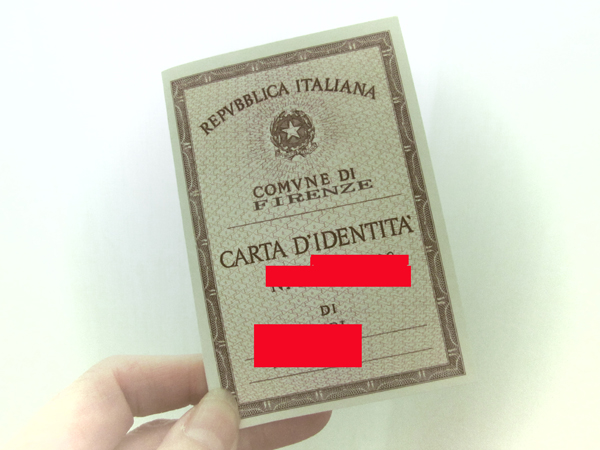 REPVBBLICA ITALIANA
COMVNE DI
FIRENZE
CARTA D'IDENTITA'
DI